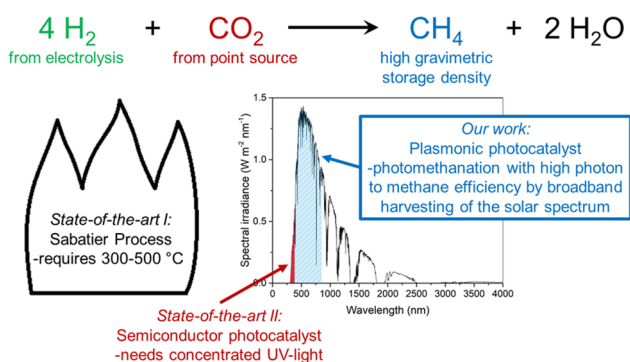 4 H₂ + CO₂ → CH₄ + 2 H₂O
from electrolysis from point source high gravimetric
storage density
State-of-the-art I:
Sabatier Process
-requires 300-500 °C
1.5
1.0
0.5
0.0
Spectral irradiance (W m⁻² nm⁻¹)
Our work:
Plasmonic photocatalyst
-photomethanation with high photon
to methane efficiency by broadband
harvesting of the solar spectrum
0 500 1000 1500 2000 2500 3000 3500 4000
Wavelength (nm)
State-of-the-art II:
Semiconductor photocatalyst
-needs concentrated UV-light